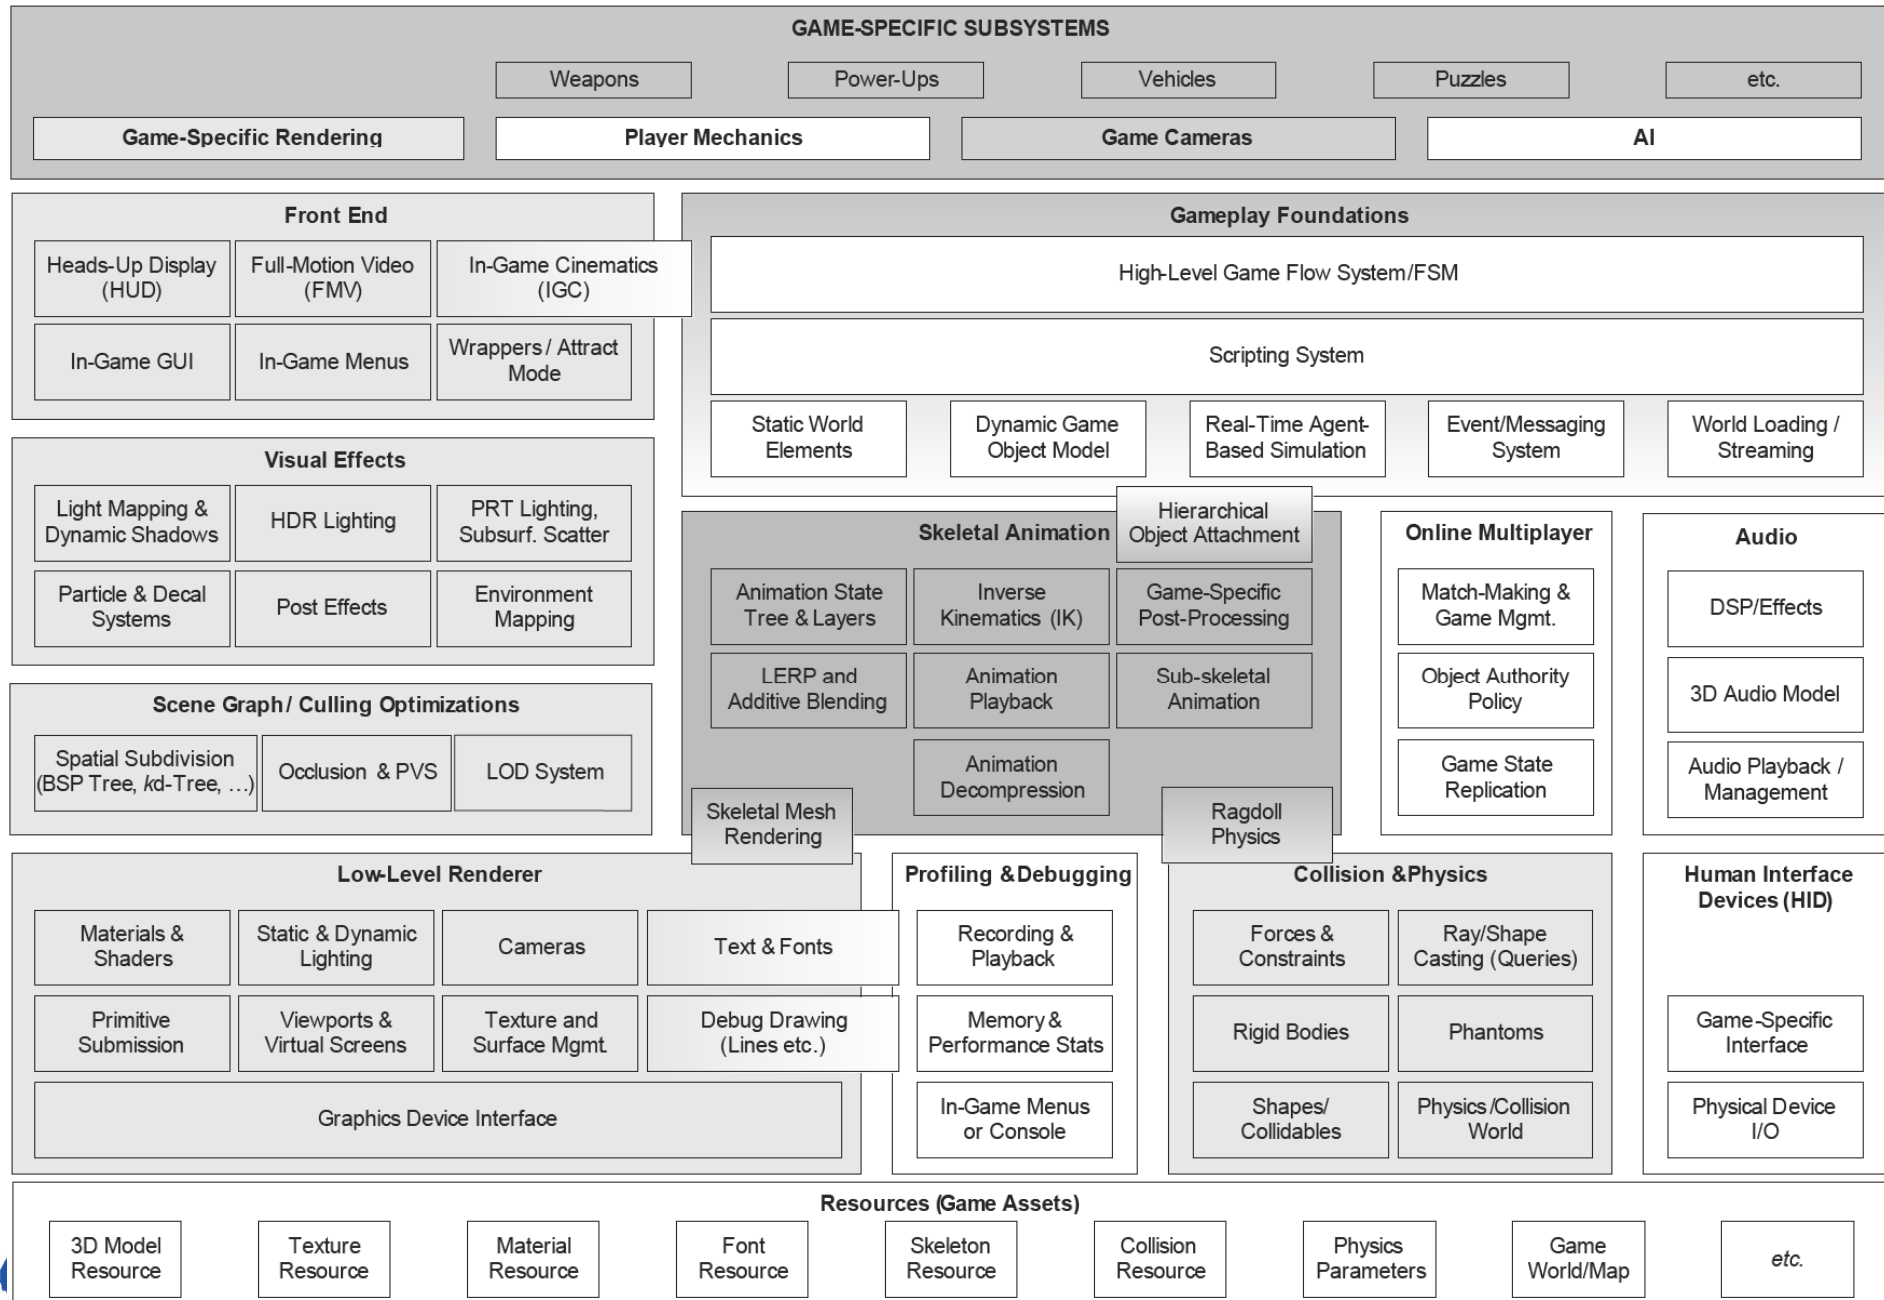 GAME-SPECIFIC SUBSYSTEMS
Weapons
Power-Ups
Vehicles
Puzzles
etc.
Game-Specific Rendering
Player Mechanics
Game Cameras
AI
Front End
Heads-Up Display
(HUD)
Full-Motion Video
(FMV)
In-Game Cinematics
(IGC)
In-Game GUI
In-Game Menus
Wrappers / Attract
Mode
Gameplay Foundations
High-Level Game Flow System/FSM
Scripting System
Static World
Elements
Dynamic Game
Object Model
Real-Time Agent-
Based Simulation
Event/Messaging
System
World Loading /
Streaming
Visual Effects
Light Mapping &
Dynamic Shadows
HDR Lighting
PRT Lighting,
Subsurf. Scatter
Particle & Decal
Systems
Post Effects
Environment
Mapping
Skeletal Animation
Hierarchical
Object Attachment
Animation State
Tree & Layers
Inverse
Kinematics (IK)
Game-Specific
Post-Processing
LERP and
Additive Blending
Animation
Playback
Sub-skeletal
Animation
Animation
Decompression
Skeletal Mesh
Rendering
Ragdoll
Physics
Online Multiplayer
Match-Making &
Game Mgmt.
Object Authority
Policy
Game State
Replication
Audio
DSP/Effects
3D Audio Model
Audio Playback /
Management
Scene Graph / Culling Optimizations
Spatial Subdivision
(BSP Tree, kd-Tree, …)
Occlusion & PVS
LOD System
Low-Level Renderer
Materials &
Shaders
Static & Dynamic
Lighting
Cameras
Text & Fonts
Primitive
Submission
Viewports &
Virtual Screens
Texture and
Surface Mgmt.
Debug Drawing
(Lines etc.)
Graphics Device Interface
Profiling & Debugging
Recording &
Playback
Memory &
Performance Stats
In-Game Menus
or Console
Collision & Physics
Forces &
Constraints
Ray/Shape
Casting (Queries)
Rigid Bodies
Phantoms
Shapes/
Collidables
Physics/Collision
World
Human Interface
Devices (HID)
Game-Specific
Interface
Physical Device
I/O
Resources (Game Assets)
3D Model
Resource
Texture
Resource
Material
Resource
Font
Resource
Skeleton
Resource
Collision
Resource
Physics
Parameters
Game
World/Map
etc.